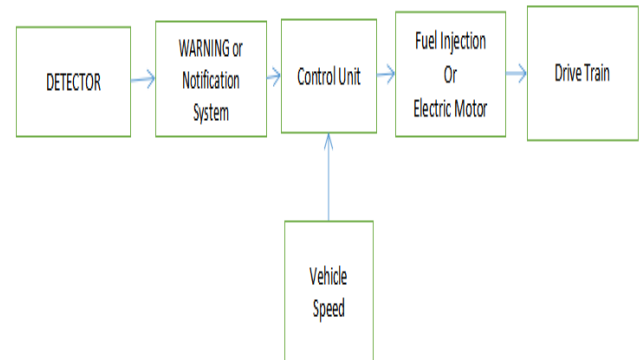 DETECTOR
WARNING or
Notification
System
Control Unit
Fuel Injection
Or
Electric Motor
Drive Train
Vehicle
Speed